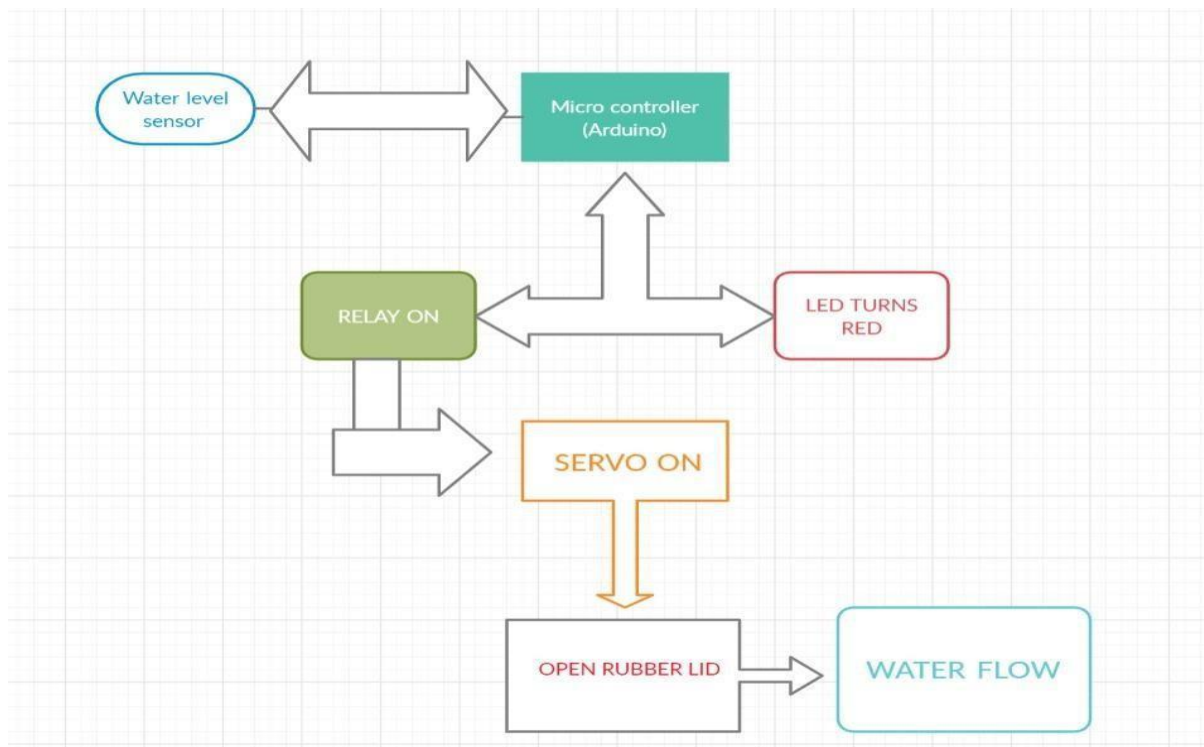 Water level
sensor
Micro controller
(Arduino)
RELAY ON
LED TURNS
RED
SERVO ON
OPEN RUBBER LID
WATER FLOW